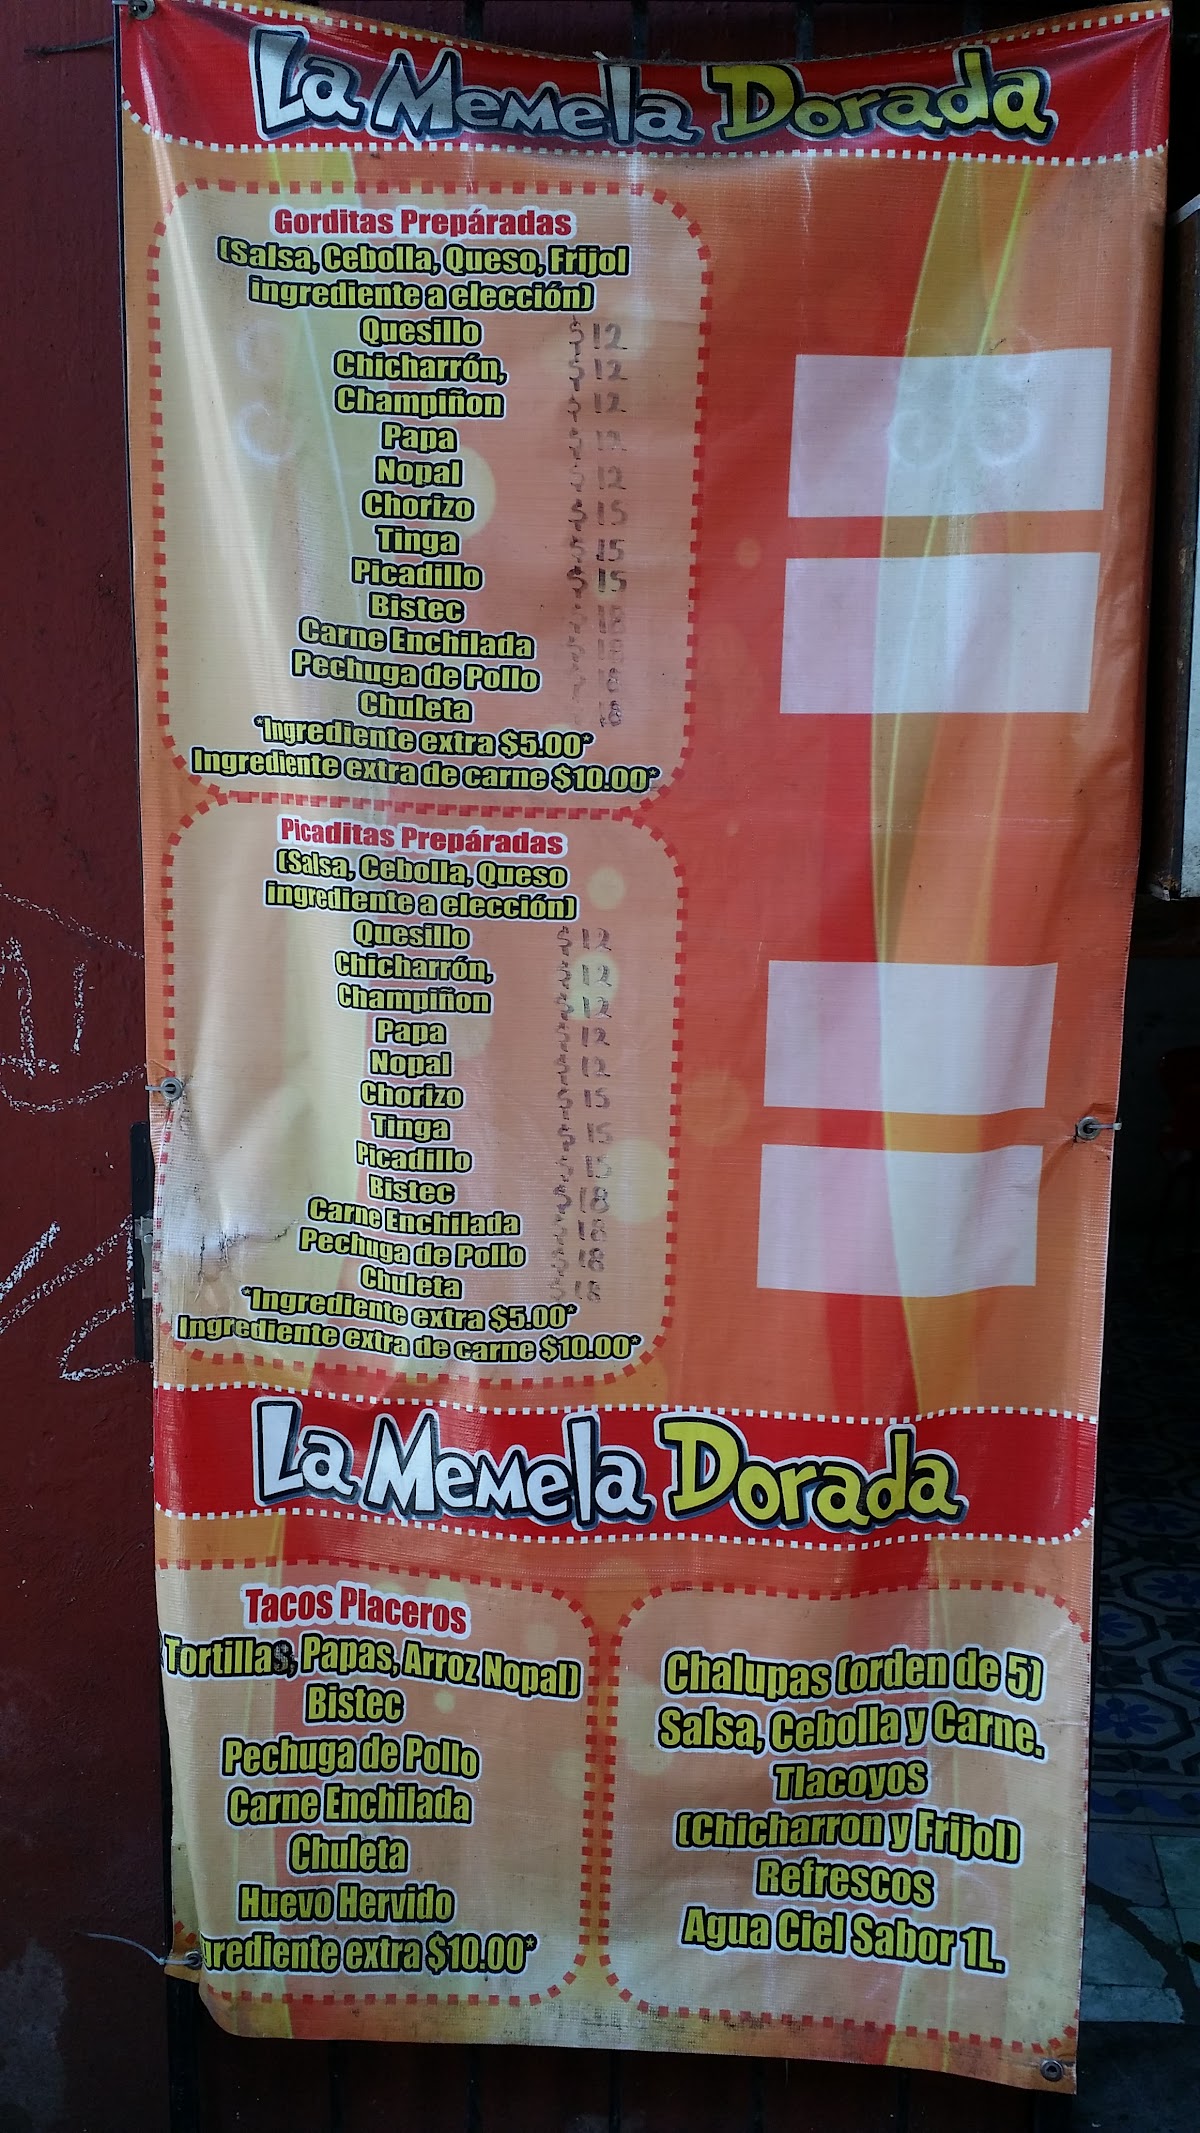 La Memela Dorada
Gorditas Prepáradas
(Salsa, Cebolla, Queso, Frijol
ingrediente a elección)
Quesillo $12
Chicharrón, $12
Champiñon $12
Papa $12
Nopal $12
Chorizo $15
Tinga $15
Picadillo $15
Bistec $18
Carne Enchilada $18
Pechuga de Pollo $18
Chuleta $18
*Ingrediente extra $5.00*
Ingrediente extra de carne $10.00*
Picaditas Prepáradas
(Salsa, Cebolla, Queso
ingrediente a elección)
Quesillo $12
Chicharrón, $12
Champiñon $12
Papa $12
Nopal $12
Chorizo $15
Tinga $15
Picadillo $15
Bistec $18
Carne Enchilada $18
Pechuga de Pollo $18
Chuleta $18
*Ingrediente extra $5.00*
Ingrediente extra de carne $10.00*
La Memela Dorada
Tacos Placeros
Tortillas, Papas, Arroz Nopal)
Bistec
Pechuga de Pollo
Carne Enchilada
Chuleta
Huevo Hervido
grediente extra $10.00*
Chalupas (orden de 5)
Salsa, Cebolla y Carne.
Tlacoyos
(Chicharron y Frijol)
Refrescos
Agua Ciel Sabor 1L.